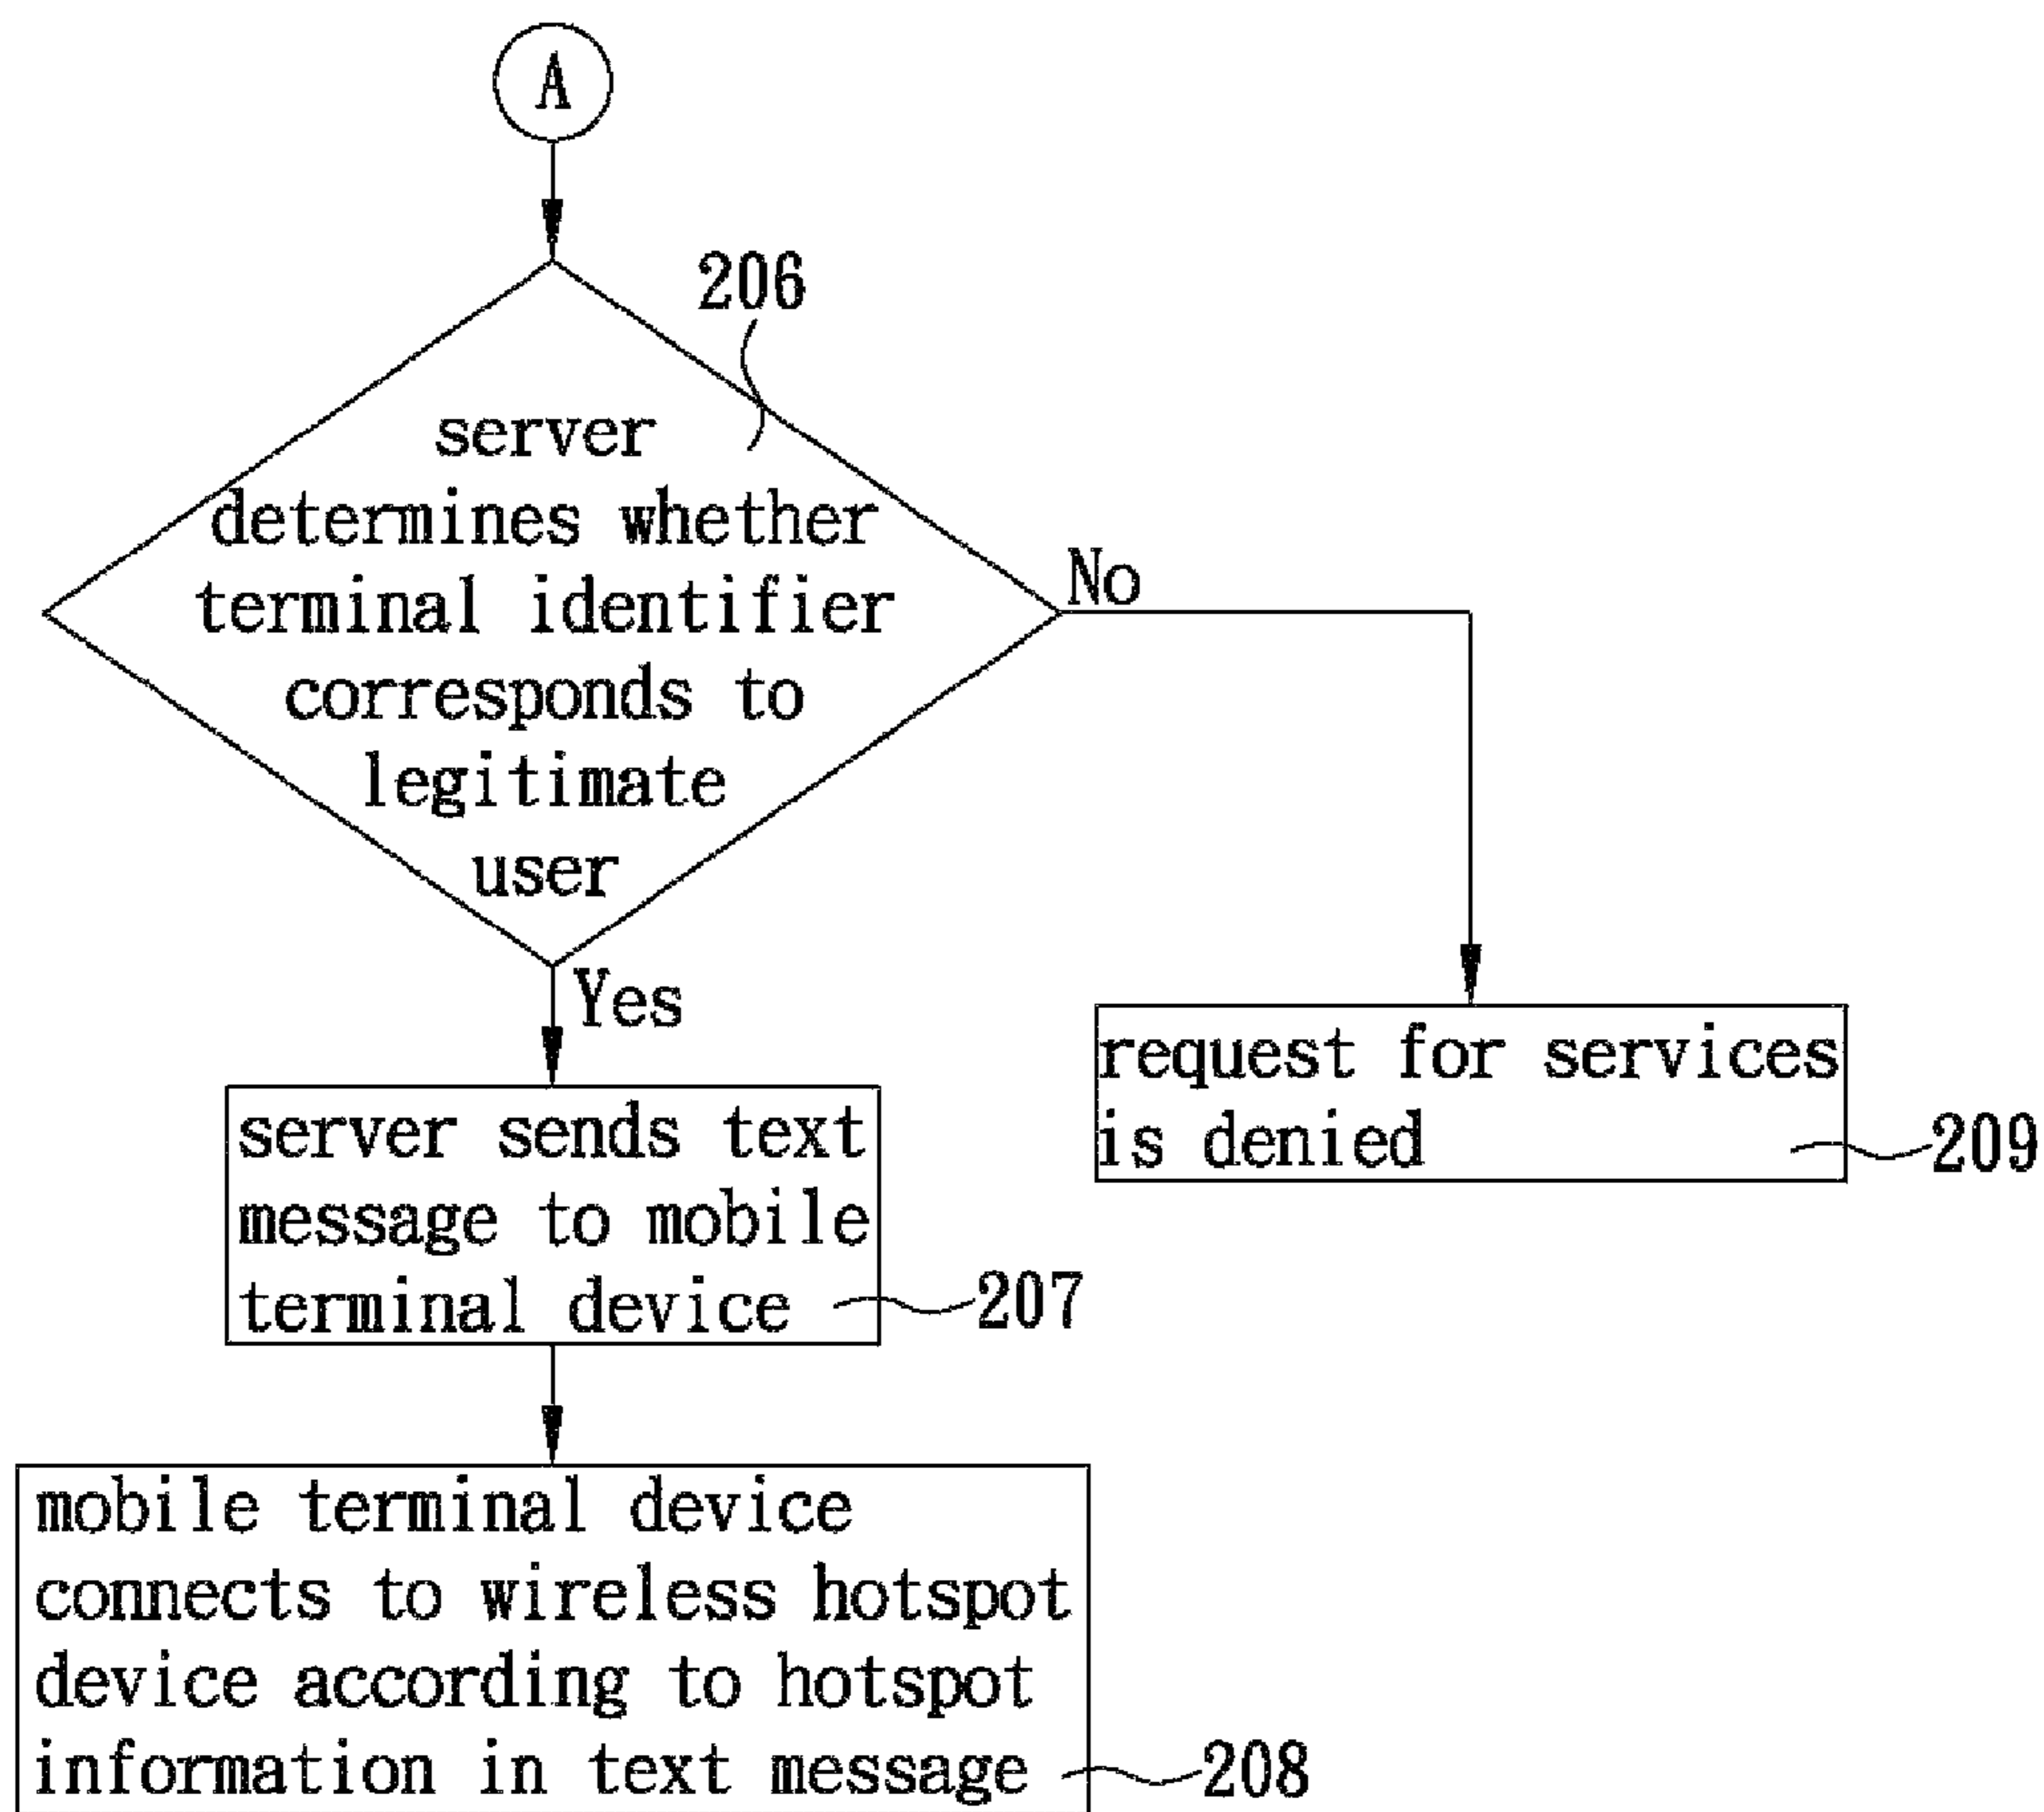 A
206
server
determines whether
terminal identifier
corresponds to
legitimate
user
No
Yes
request for services
is denied
209
server sends text
message to mobile
terminal device
207
mobile terminal device
connects to wireless hotspot
device according to hotspot
information in text message
208